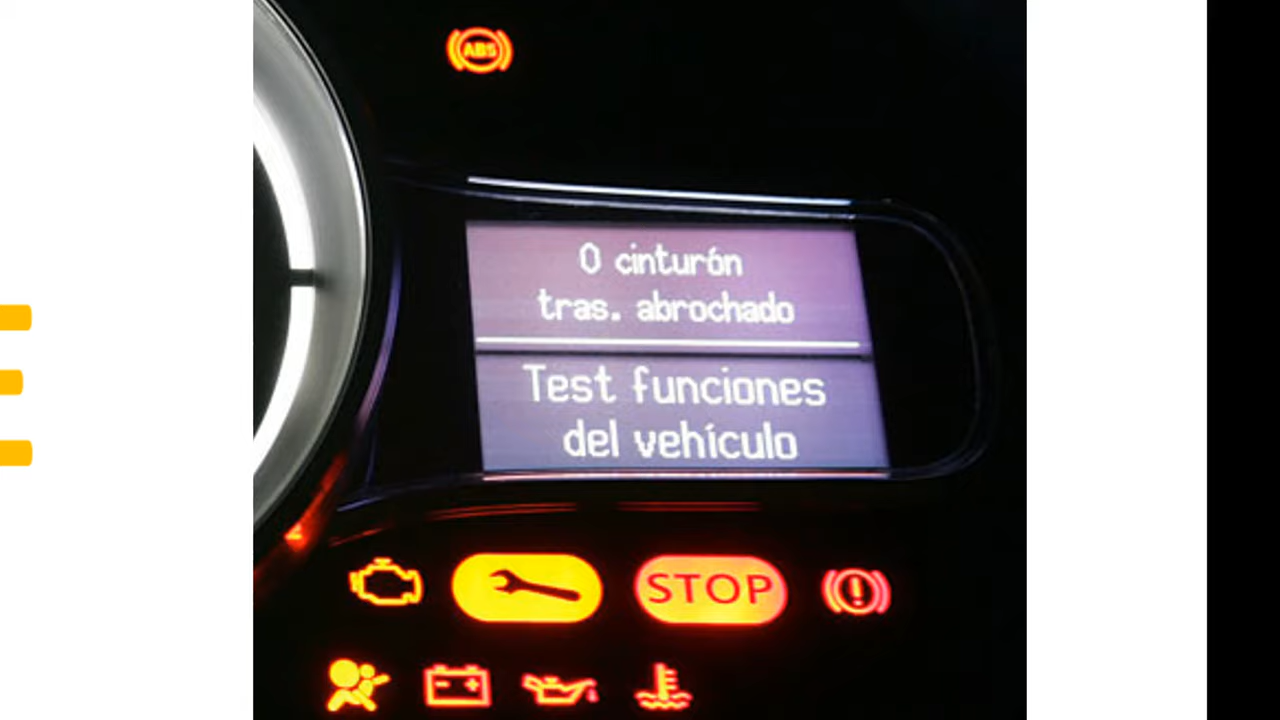 ABS
0 cinturón
tras. abrochado
Test funciones
del vehículo
STOP